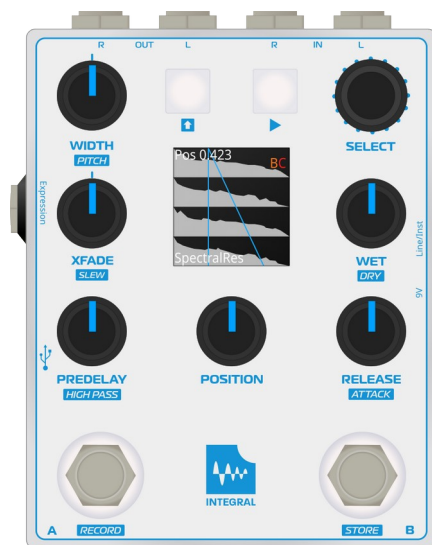 R OUT L R IN L
WIDTH
PITCH
SELECT
Pos 0.423
BC
SpectralRes
Expression
XFADE
SLEW
WET
DRY
Line/Inst
9V
PREDELAY
HIGH PASS
POSITION
RELEASE
ATTACK
INTEGRAL
A RECORD
STORE B